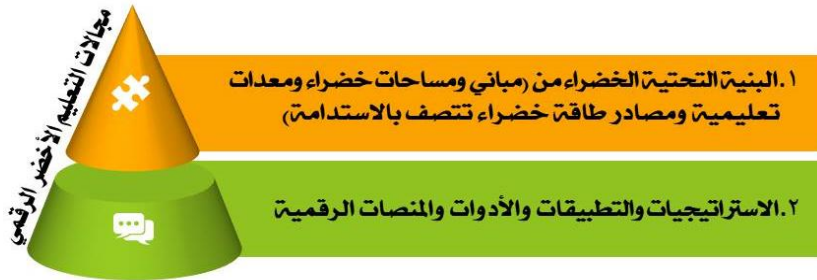 مجالات التعليم الأخضر الرقمي
١.البنية التحتية الخضراء من (مباني ومساحات خضراء ومعدات
تعليمية ومصادر طاقة خضراء تتصف بالاستدامة)
٢.الاستراتيجيات والتطبيقات والأدوات والمنصات الرقمية